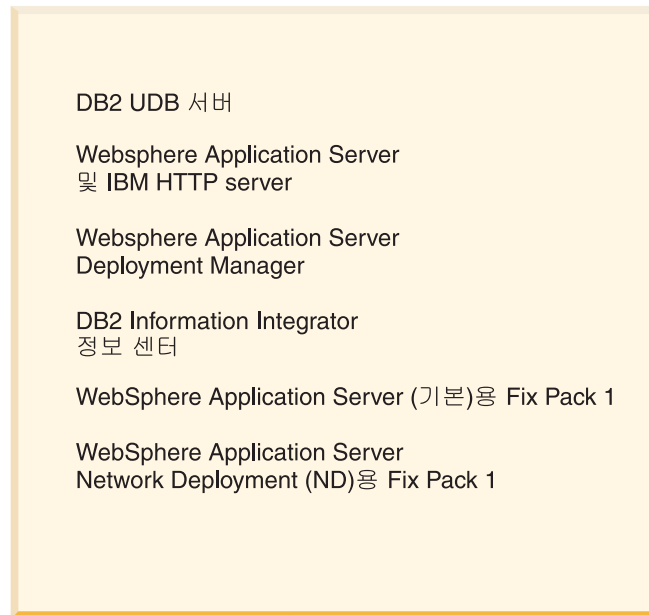 DB2 UDB 서버
Websphere Application Server
및 IBM HTTP server
Websphere Application Server
Deployment Manager
DB2 Information Integrator
정보 센터
WebSphere Application Server (기본)용 Fix Pack 1
WebSphere Application Server
Network Deployment (ND)용 Fix Pack 1